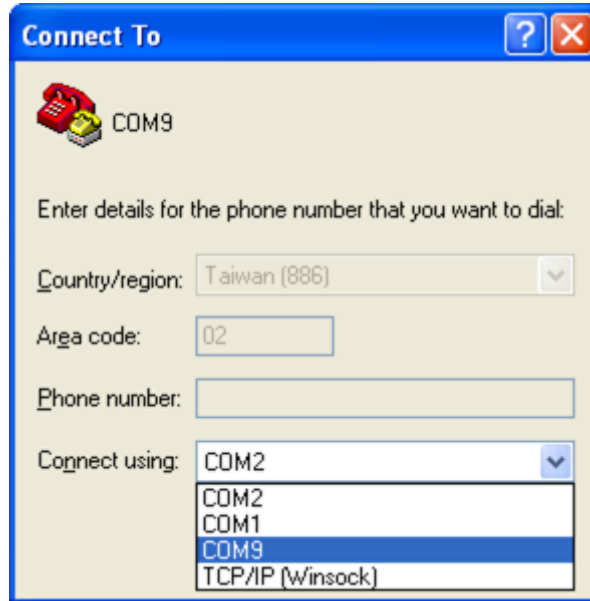 Connect To
COM9
Enter details for the phone number that you want to dial:
Country/region: Taiwan (886)
Area code: 02
Phone number:
Connect using: COM2
COM2
COM1
COM9
TCP/IP (Winsock)